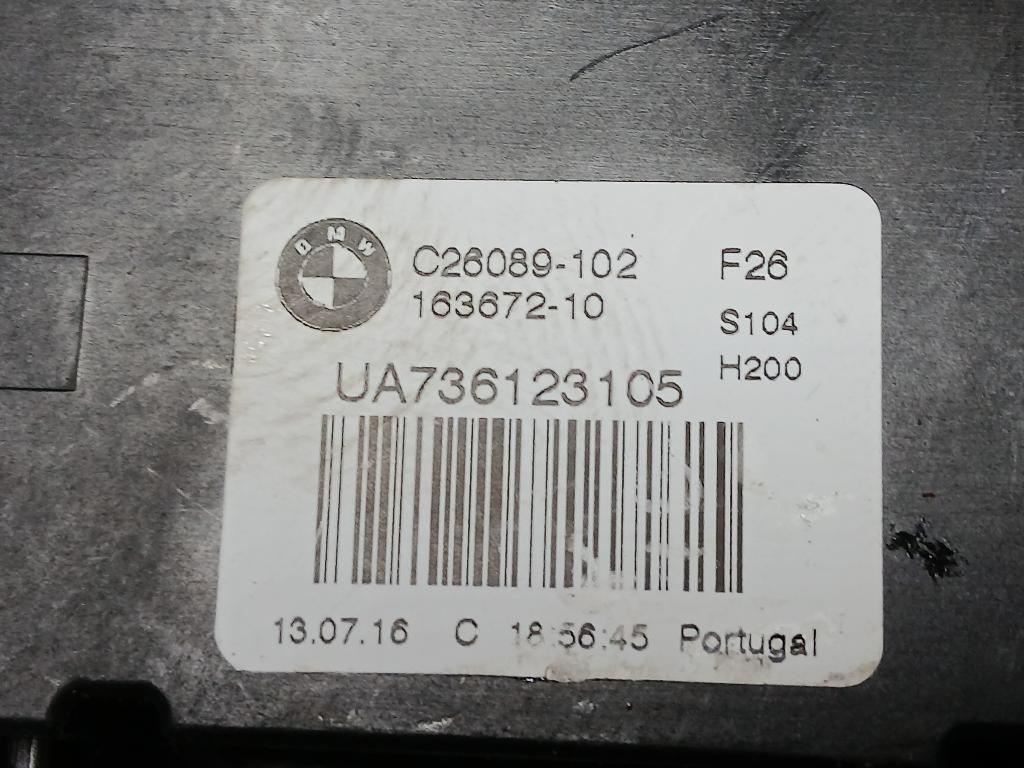 BMW
C26089-102 F26
163672-10 S104
H200
UA736123105
13.07.16 C 18:56:45 Portugal